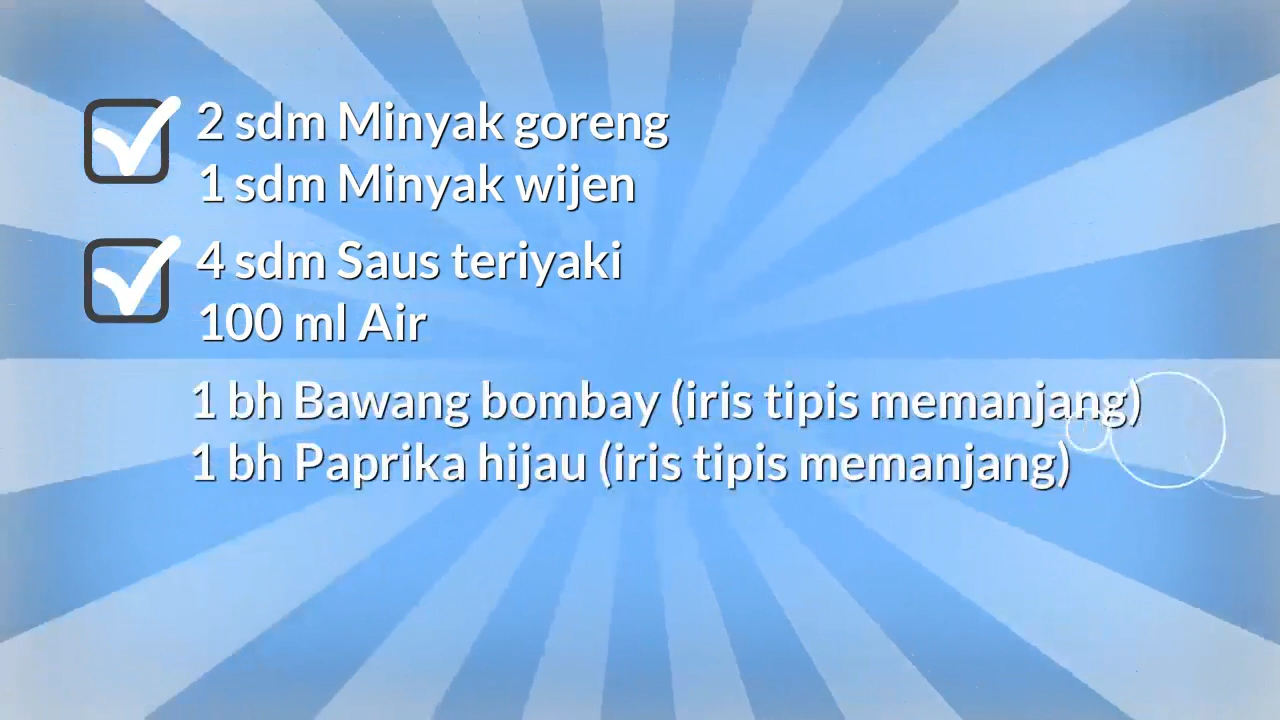 2 sdm Minyak goreng
1 sdm Minyak wijen
4 sdm Saus teriyaki
100 ml Air
1 bh Bawang bombay (iris tipis memanjang)
1 bh Paprika hijau (iris tipis memanjang)